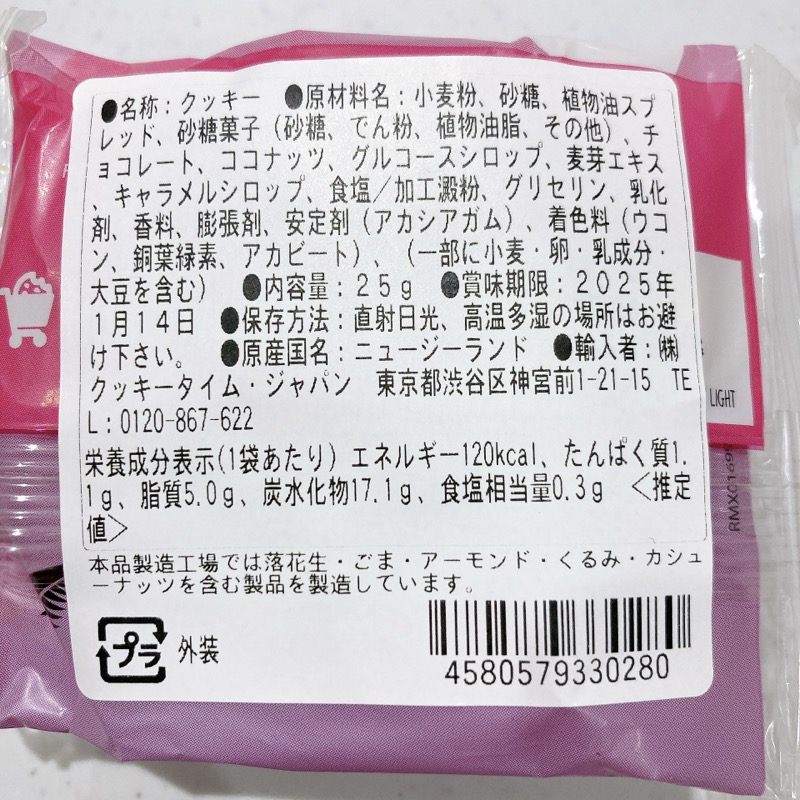 ●名称：クッキー　●原材料名：小麦粉、砂糖、植物油スプ
レッド、砂糖菓子（砂糖、でん粉、植物油脂、その他）、チ
ョコレート、ココナッツ、グルコースシロップ、麦芽エキス
、キャラメルシロップ、食塩／加工澱粉、グリセリン、乳化
剤、香料、膨張剤、安定剤（アカシアガム）、着色料（ウコ
ン、銅葉緑素、アカビート）、（一部に小麦・卵・乳成分・
大豆を含む）　●内容量：２５ｇ　●賞味期限：２０２５年
１月１４日　●保存方法：直射日光、高温多湿の場所はお避
け下さい。　●原産国名：ニュージーランド　●輸入者：㈱
クッキータイム・ジャパン　東京都渋谷区神宮前1-21-15　TE
L：0120-867-622
栄養成分表示(1袋あたり) エネルギー120kcal、たんぱく質1.
1g、脂質5.0g、炭水化物17.1g、食塩相当量0.3g　＜推定
値＞
本品製造工場では落花生・ごま・アーモンド・くるみ・カシュ
ーナッツを含む製品を製造しています。
プラ 外装
4580579330280
LIGHT